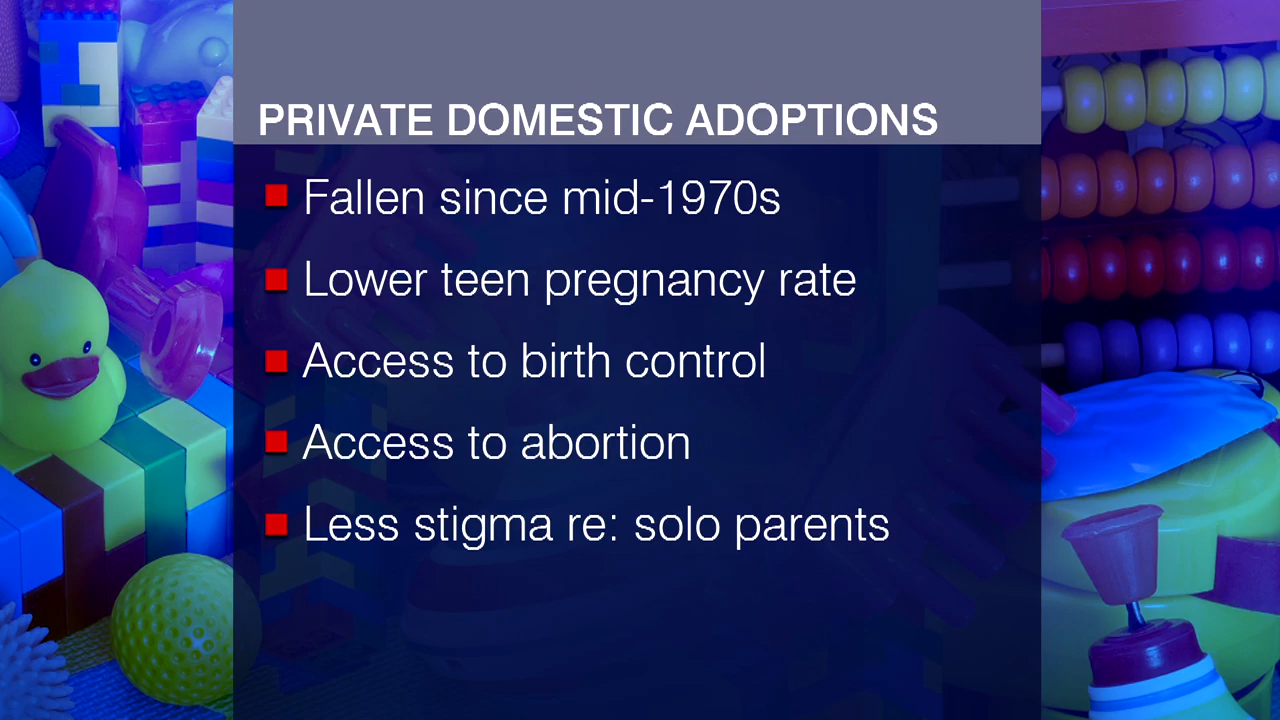 PRIVATE DOMESTIC ADOPTIONS
Fallen since mid-1970s
Lower teen pregnancy rate
Access to birth control
Access to abortion
Less stigma re: solo parents